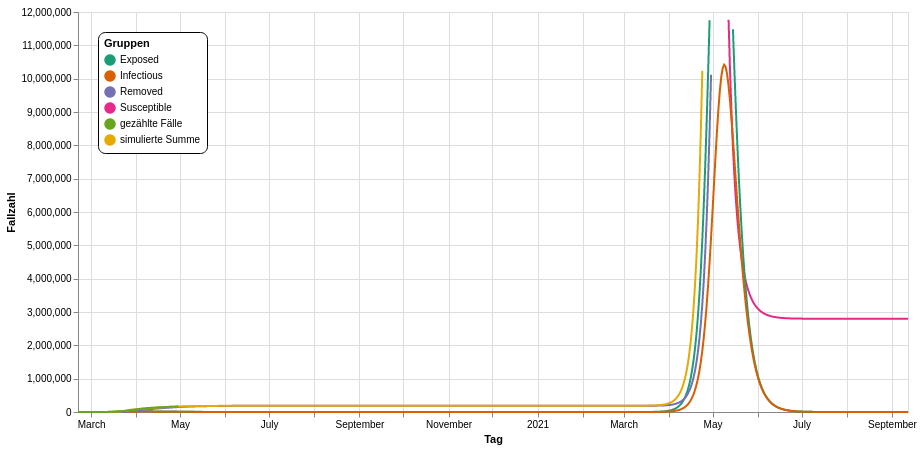 12,000,000
11,000,000
10,000,000
9,000,000
8,000,000
7,000,000
6,000,000
5,000,000
4,000,000
3,000,000
2,000,000
1,000,000
0
Fallzahl
Gruppen
Exposed
Infectious
Removed
Susceptible
gezählte Fälle
simulierte Summe
March May July September November 2021 March May July September
Tag